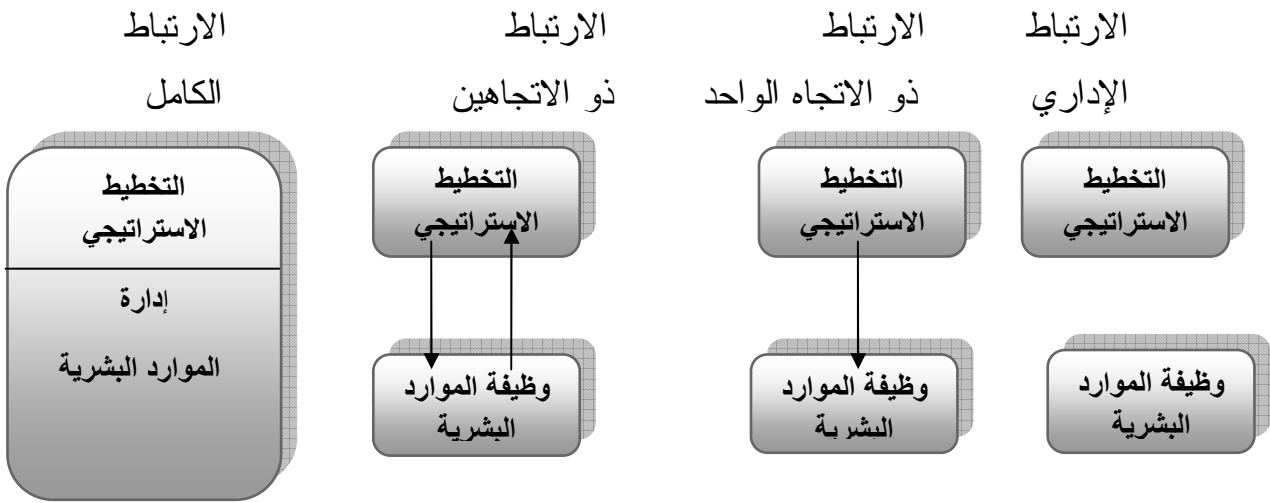 الارتباط
الإداري
التخطيط
الاستراتيجي
وظيفة الموارد
البشرية
الارتباط
ذو الاتجاه الواحد
التخطيط
الاستراتيجي
وظيفة الموارد
البشرية
الارتباط
ذو الاتجاهين
التخطيط
الاستراتيجي
وظيفة الموارد
البشرية
الارتباط
الكامل
التخطيط
الاستراتيجي
إدارة
الموارد البشرية